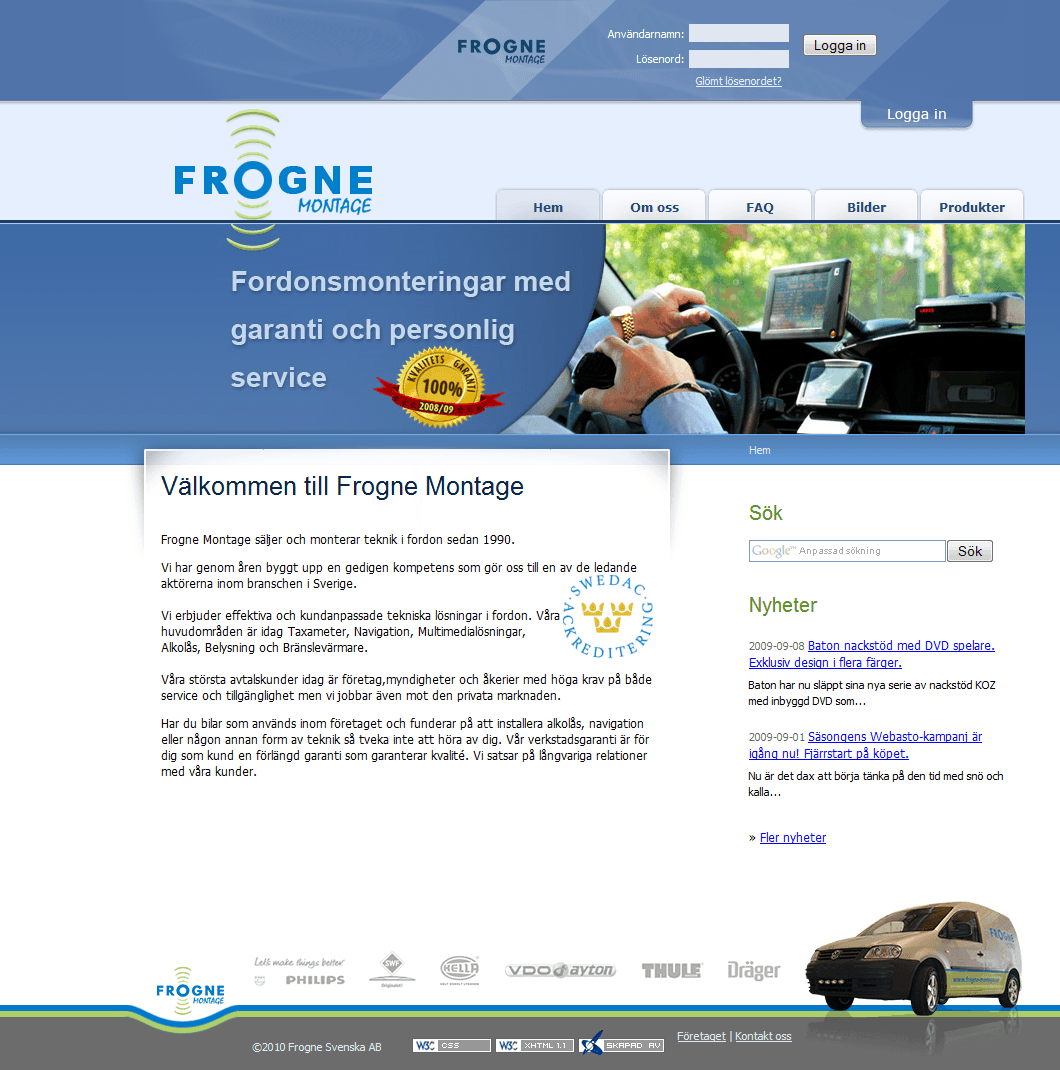 FROGNE
MONTAGE
Användarnamn:
Lösenord:
Logga in
Glömt lösenordet?
Logga in
FROGNE
MONTAGE
Hem
Om oss
FAQ
Bilder
Produkter
Fordonsmonteringar med
garanti och personlig
service
KVALITETS GARANTI
100%
2008/09
Hem
Välkommen till Frogne Montage
Frogne Montage säljer och monterar teknik i fordon sedan 1990.
Vi har genom åren byggt upp en gedigen kompetens som gör oss till en av de ledande
aktörerna inom branschen i Sverige.
Vi erbjuder effektiva och kundanpassade tekniska lösningar i fordon. Våra
huvudområden är idag Taxameter, Navigation, Multimedialösningar,
Alkolås, Belysning och Bränslevärmare.
SWEDAC
ACKREDITERING
Våra största avtalskunder idag är företag,myndigheter och åkerier med höga krav på både
service och tillgänglighet men vi jobbar även mot den privata marknaden.
Har du bilar som används inom företaget och funderar på att installera alkolås, navigation
eller någon annan form av teknik så tveka inte att höra av dig. Vår verkstadsgaranti är för
dig som kund en förlängd garanti som garanterar kvalité. Vi satsar på långvariga relationer
med våra kunder.
Sök
Google™ Anpassad sökning
Sök
Nyheter
2009-09-08 Baton nackstöd med DVD spelare.
Exklusiv design i flera färger.
Baton har nu släppt sina nya serie av nackstöd KOZ
med inbyggd DVD som...
2009-09-01 Säsongens Webasto-kampanj är
igång nu! Fjärrstart på köpet.
Nu är det dax att börja tänka på den tid med snö och
kalla...
» Fler nyheter
FROGNE
MONTAGE
Let's make things better
PHILIPS
SWF
HELLA
VDO dayton
THULE
Dräger
FROGNE
©2010 Frogne Svenska AB
W3C CSS
W3C XHTML 1.1
SKAPAD AV
Företaget | Kontakt oss